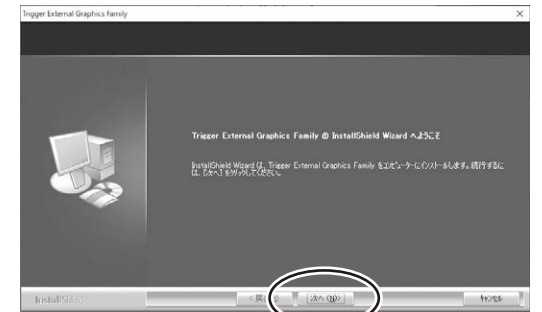 Trigger External Graphics Family
Trigger External Graphics Family の InstallShield Wizard へようこそ
InstallShield Wizard は、Trigger External Graphics Family をコンピューターにインストールします。続行するに
は、[次へ] をクリックしてください。
InstallShield
< 戻
次へ (N)>
キャンセル